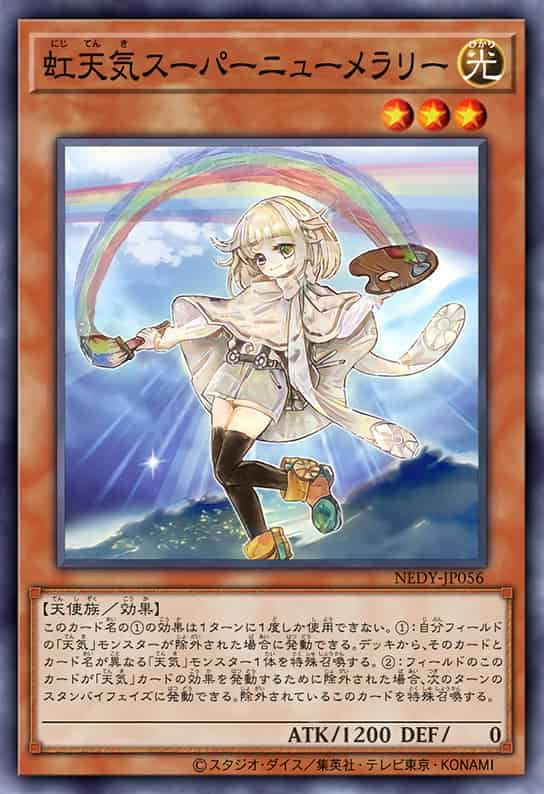 虹天気スーパーニューメラリー
光
NEDY-JP056
【天使族／効果】
このカード名の①の効果は１ターンに１度しか使用できない。①：自分フィールド
の「天気」モンスターが除外された場合に発動できる。デッキから、そのカードと
カード名が異なる「天気」モンスター１体を特殊召喚する。②：フィールドのこの
カードが「天気」カードの効果を発動するために除外された場合、次のターンの
スタンバイフェイズに発動できる。除外されているこのカードを特殊召喚する。
ATK/1200 DEF/ 0
©スタジオ・ダイス／集英社・テレビ東京・KONAMI